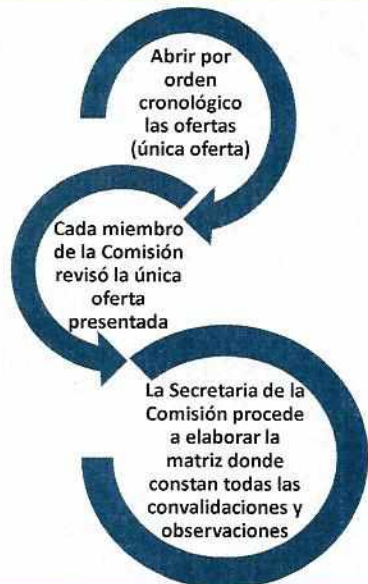 Abrir por
orden
cronológico
las ofertas
(única oferta)
Cada miembro
de la Comisión
revisó la única
oferta
presentada
La Secretaria de la
Comisión procede
a elaborar la
matriz donde
constan todas las
convalidaciones y
observaciones